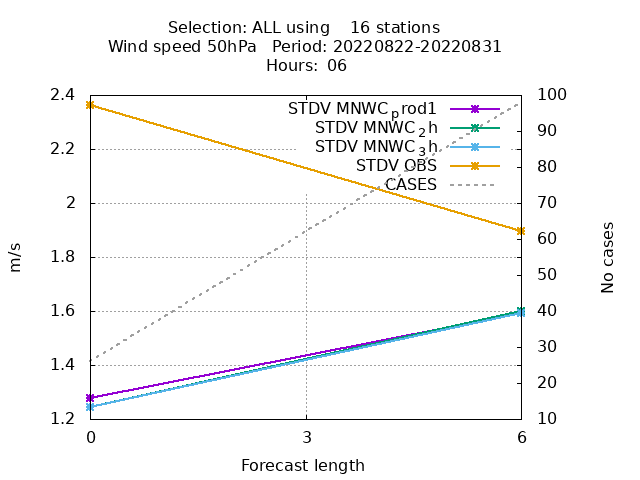 Selection: ALL using 16 stations
Wind speed 50hPa Period: 20220822-20220831
Hours: 06
STDV MNWC_prod1
STDV MNWC_2h
STDV MNWC_3h
STDV OBS
CASES
2.4
2.2
2
1.8
1.6
1.4
1.2
100
90
80
70
60
50
40
30
20
10
0 3 6
m/s
No cases
Forecast length